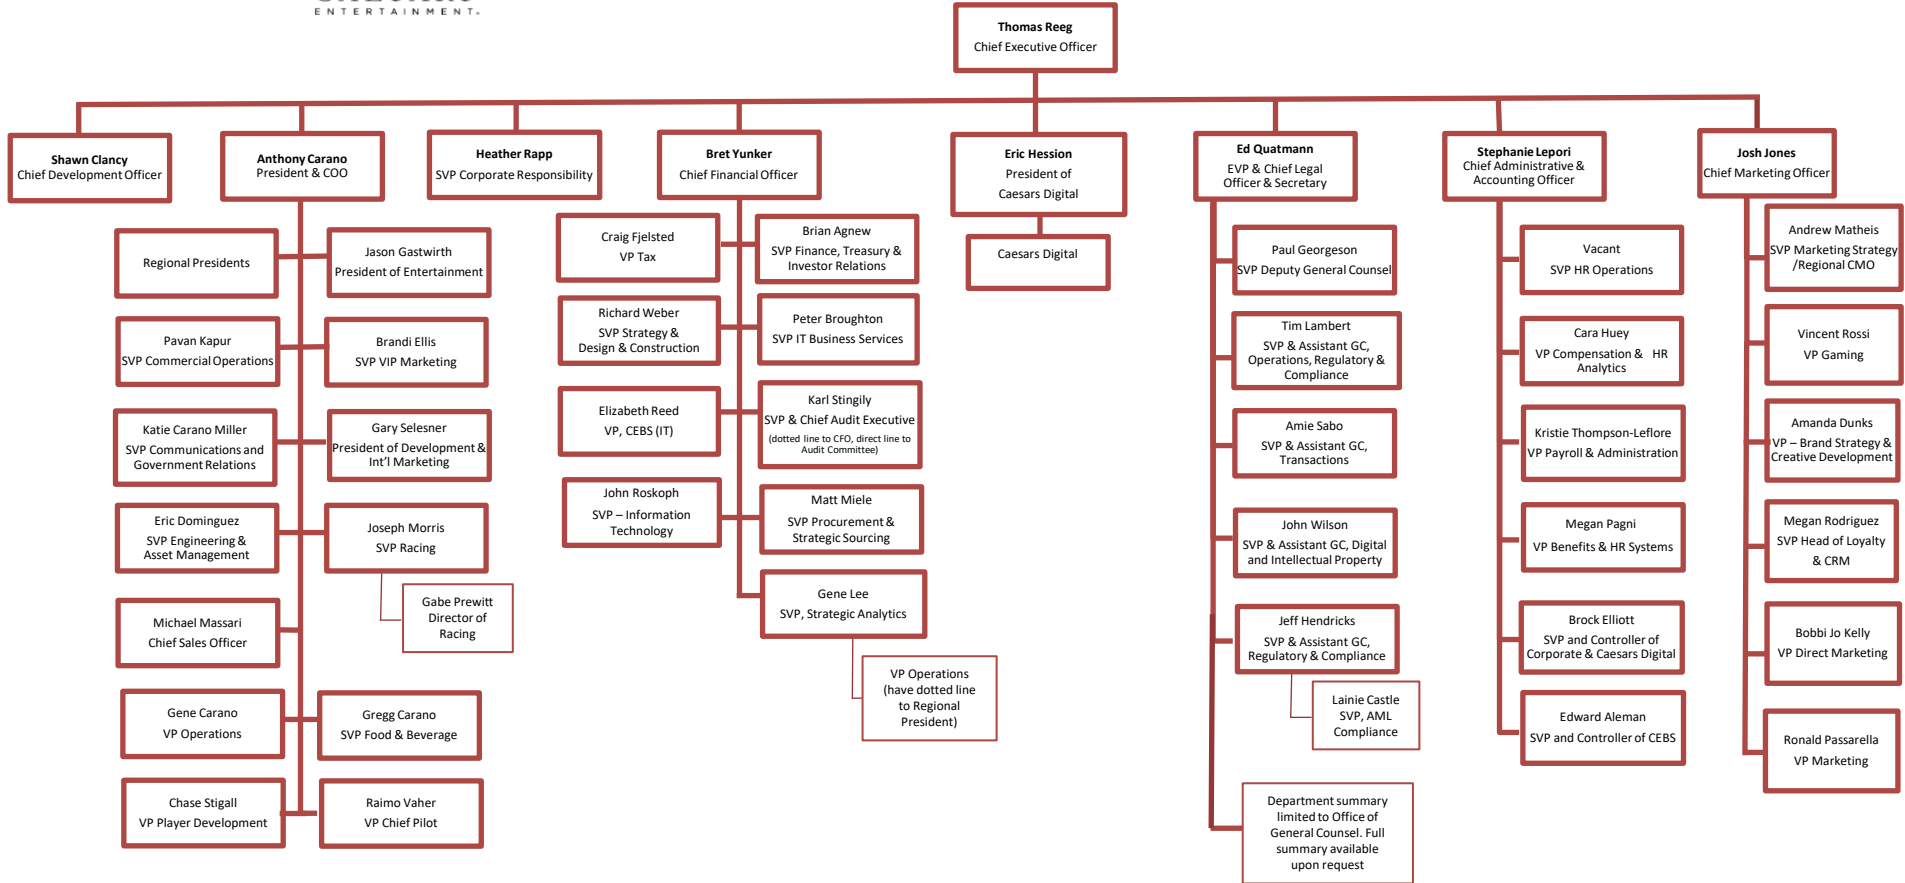 ENTERTAINMENT.
Thomas Reeg
Chief Executive Officer
Shawn Clancy
Chief Development Officer
Anthony Carano
President & COO
Heather Rapp
SVP Corporate Responsibility
Bret Yunker
Chief Financial Officer
Eric Hession
President of
Caesars Digital
Ed Quatmann
EVP & Chief Legal
Officer & Secretary
Stephanie Lepori
Chief Administrative &
Accounting Officer
Josh Jones
Chief Marketing Officer
Regional Presidents
Jason Gastwirth
President of Entertainment
Pavan Kapur
SVP Commercial Operations
Brandi Ellis
SVP VIP Marketing
Katie Carano Miller
SVP Communications and
Government Relations
Gary Selesner
President of Development &
Int'l Marketing
Eric Dominguez
SVP Engineering &
Asset Management
Joseph Morris
SVP Racing
Gabe Prewitt
Director of
Racing
Michael Massari
Chief Sales Officer
Gene Carano
VP Operations
Gregg Carano
SVP Food & Beverage
Chase Stigall
VP Player Development
Raimo Vaher
VP Chief Pilot
Craig Fjelsted
VP Tax
Brian Agnew
SVP Finance, Treasury &
Investor Relations
Richard Weber
SVP Strategy &
Design & Construction
Peter Broughton
SVP IT Business Services
Elizabeth Reed
VP, CEBS (IT)
Karl Stingily
SVP & Chief Audit Executive
(dotted line to CFO, direct line to
Audit Committee)
John Roskoph
SVP – Information
Technology
Matt Miele
SVP Procurement &
Strategic Sourcing
Gene Lee
SVP, Strategic Analytics
VP Operations
(have dotted line
to Regional
President)
Caesars Digital
Paul Georgeson
SVP Deputy General Counsel
Tim Lambert
SVP & Assistant GC,
Operations, Regulatory &
Compliance
Amie Sabo
SVP & Assistant GC,
Transactions
John Wilson
SVP & Assistant GC, Digital
and Intellectual Property
Jeff Hendricks
SVP & Assistant GC,
Regulatory & Compliance
Lainie Castle
SVP, AML
Compliance
Department summary
limited to Office of
General Counsel. Full
summary available
upon request
Vacant
SVP HR Operations
Cara Huey
VP Compensation & HR
Analytics
Kristie Thompson-Leflore
VP Payroll & Administration
Megan Pagni
VP Benefits & HR Systems
Brock Elliott
SVP and Controller of
Corporate & Caesars Digital
Edward Aleman
SVP and Controller of CEBS
Andrew Matheis
SVP Marketing Strategy
/Regional CMO
Vincent Rossi
VP Gaming
Amanda Dunks
VP – Brand Strategy &
Creative Development
Megan Rodriguez
SVP Head of Loyalty
& CRM
Bobbi Jo Kelly
VP Direct Marketing
Ronald Passarella
VP Marketing